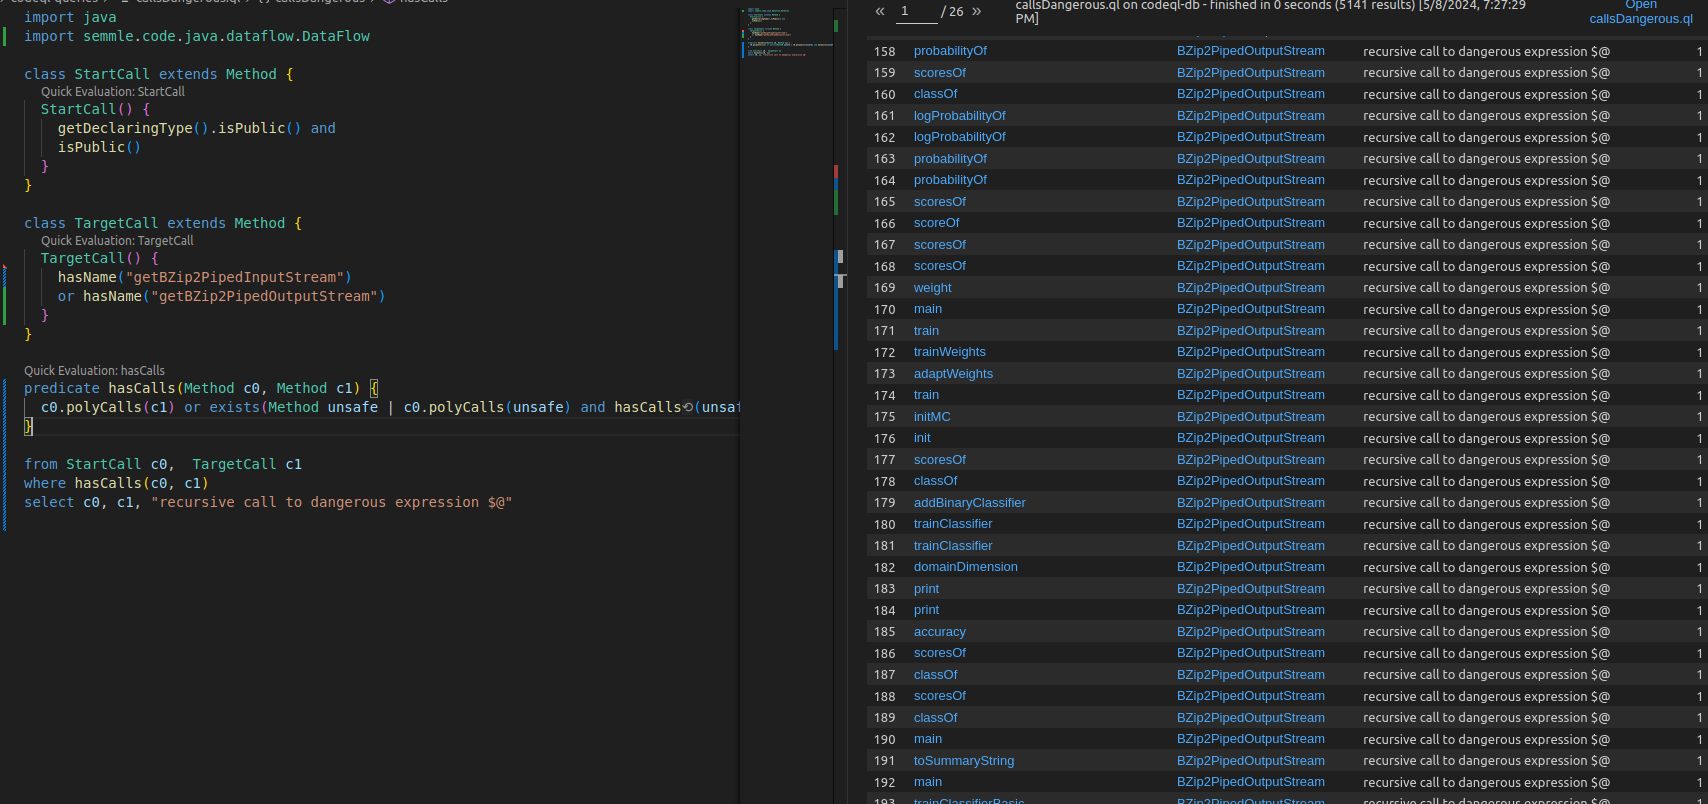 import java
import semmle.code.java.dataflow.DataFlow
class StartCall extends Method {
Quick Evaluation: StartCall
StartCall() {
getDeclaringType().isPublic() and
isPublic()
}
}
class TargetCall extends Method {
Quick Evaluation: TargetCall
TargetCall() {
hasName("getBZip2PipedInputStream")
or hasName("getBZip2PipedOutputStream")
}
}
Quick Evaluation: hasCalls
predicate hasCalls(Method c0, Method c1) {
c0.polyCalls(c1) or exists(Method unsafe | c0.polyCalls(unsafe) and hasCalls(unsaf
}
from StartCall c0,  TargetCall c1
where hasCalls(c0, c1)
select c0, c1, "recursive call to dangerous expression $@"
« 1 / 26 »
callsDangerous.ql on codeql-db - finished in 0 seconds (5141 results) [5/8/2024, 7:27:29
PM]
Open
callsDangerous.ql
158 probabilityOf BZip2PipedOutputStream recursive call to dangerous expression $@ 1
159 scoresOf BZip2PipedOutputStream recursive call to dangerous expression $@ 1
160 classOf BZip2PipedOutputStream recursive call to dangerous expression $@ 1
161 logProbabilityOf BZip2PipedOutputStream recursive call to dangerous expression $@ 1
162 logProbabilityOf BZip2PipedOutputStream recursive call to dangerous expression $@ 1
163 probabilityOf BZip2PipedOutputStream recursive call to dangerous expression $@ 1
164 probabilityOf BZip2PipedOutputStream recursive call to dangerous expression $@ 1
165 scoresOf BZip2PipedOutputStream recursive call to dangerous expression $@ 1
166 scoreOf BZip2PipedOutputStream recursive call to dangerous expression $@ 1
167 scoresOf BZip2PipedOutputStream recursive call to dangerous expression $@ 1
168 scoresOf BZip2PipedOutputStream recursive call to dangerous expression $@ 1
169 weight BZip2PipedOutputStream recursive call to dangerous expression $@ 1
170 main BZip2PipedOutputStream recursive call to dangerous expression $@ 1
171 train BZip2PipedOutputStream recursive call to dangerous expression $@ 1
172 trainWeights BZip2PipedOutputStream recursive call to dangerous expression $@ 1
173 adaptWeights BZip2PipedOutputStream recursive call to dangerous expression $@ 1
174 train BZip2PipedOutputStream recursive call to dangerous expression $@ 1
175 initMC BZip2PipedOutputStream recursive call to dangerous expression $@ 1
176 init BZip2PipedOutputStream recursive call to dangerous expression $@ 1
177 scoresOf BZip2PipedOutputStream recursive call to dangerous expression $@ 1
178 classOf BZip2PipedOutputStream recursive call to dangerous expression $@ 1
179 addBinaryClassifier BZip2PipedOutputStream recursive call to dangerous expression $@ 1
180 trainClassifier BZip2PipedOutputStream recursive call to dangerous expression $@ 1
181 trainClassifier BZip2PipedOutputStream recursive call to dangerous expression $@ 1
182 domainDimension BZip2PipedOutputStream recursive call to dangerous expression $@ 1
183 print BZip2PipedOutputStream recursive call to dangerous expression $@ 1
184 print BZip2PipedOutputStream recursive call to dangerous expression $@ 1
185 accuracy BZip2PipedOutputStream recursive call to dangerous expression $@ 1
186 scoresOf BZip2PipedOutputStream recursive call to dangerous expression $@ 1
187 classOf BZip2PipedOutputStream recursive call to dangerous expression $@ 1
188 scoresOf BZip2PipedOutputStream recursive call to dangerous expression $@ 1
189 classOf BZip2PipedOutputStream recursive call to dangerous expression $@ 1
190 main BZip2PipedOutputStream recursive call to dangerous expression $@ 1
191 toSummaryString BZip2PipedOutputStream recursive call to dangerous expression $@ 1
192 main BZip2PipedOutputStream recursive call to dangerous expression $@ 1
193 trainClassifierBasic BZip2PipedOutputStream recursive call to dangerous expression $@ 1